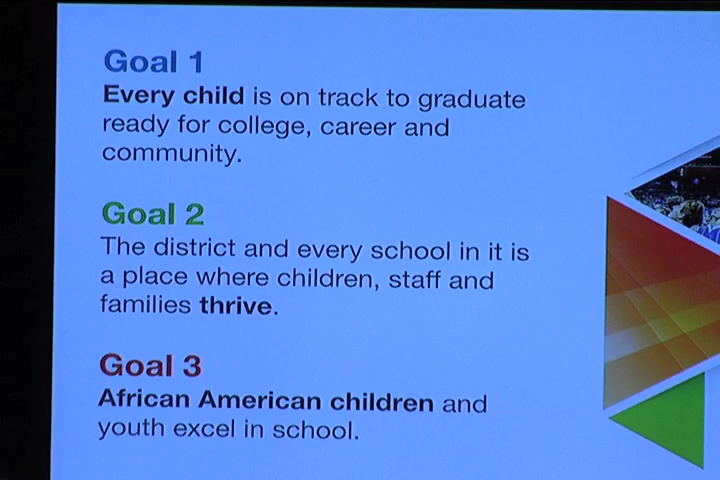 Goal 1
Every child is on track to graduate
ready for college, career and
community.
Goal 2
The district and every school in it is
a place where children, staff and
families thrive.
Goal 3
African American children and
youth excel in school.